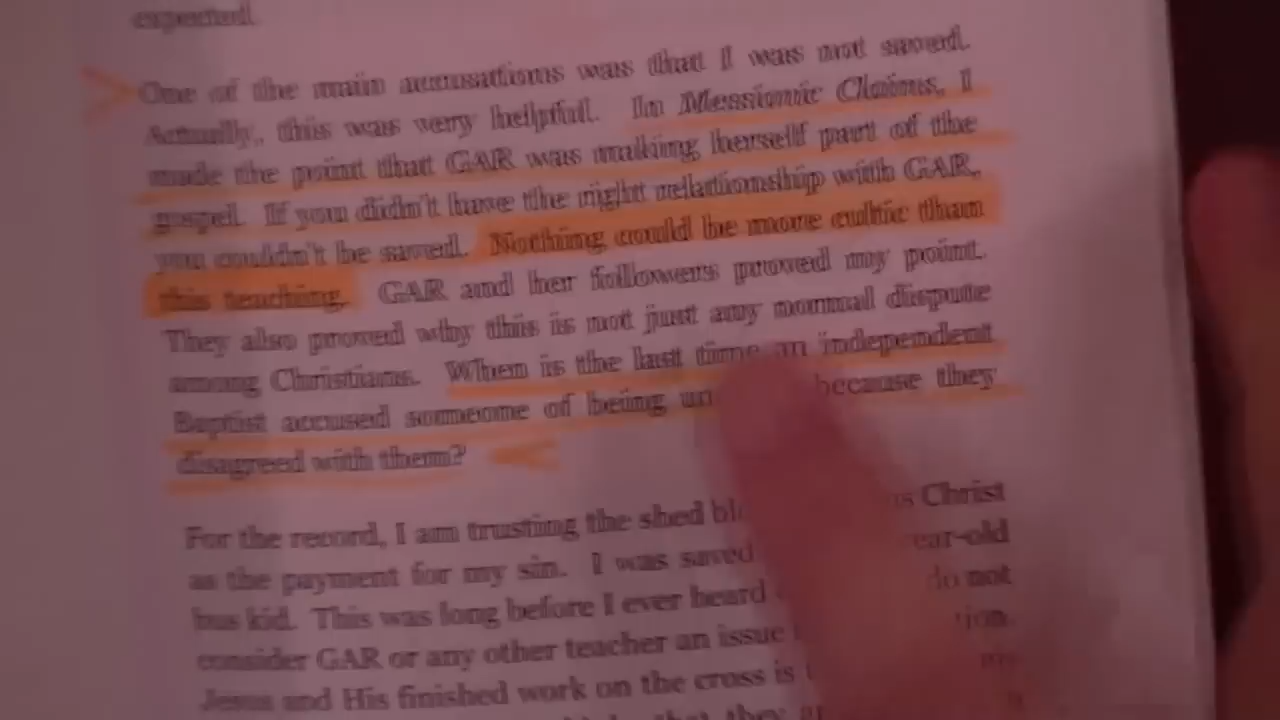 expected.
One of the main accusations was that I was not saved.
Actually, this was very helpful. In Messianic Claims, I
made the point that GAR was making herself part of the
gospel. If you didn't have the right relationship with GAR,
you couldn't be saved. Nothing could be more cultic than
this teaching. GAR and her followers proved my point.
They also proved why this is not just any normal dispute
among Christians. When is the last time an independent
Baptist accused someone of being because they
disagreed with them?
For the record, I am trusting the shed Christ
as the payment for my sin. I was saved
bus kid. This was long before I ever heard do not
consider GAR or any other teacher an issue
Jesus and His finished work on the cross is
that they